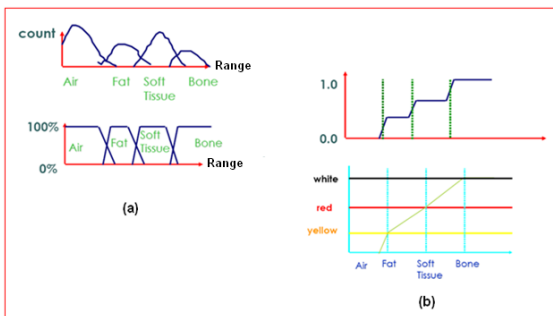 count
Range
Air
Fat
Soft
Tissue
Bone
100%
0%
Air
Fat
Soft
Tissue
Bone
Range
(a)
1.0
0.0
white
red
yellow
Air
Fat
Soft
Tissue
Bone
(b)